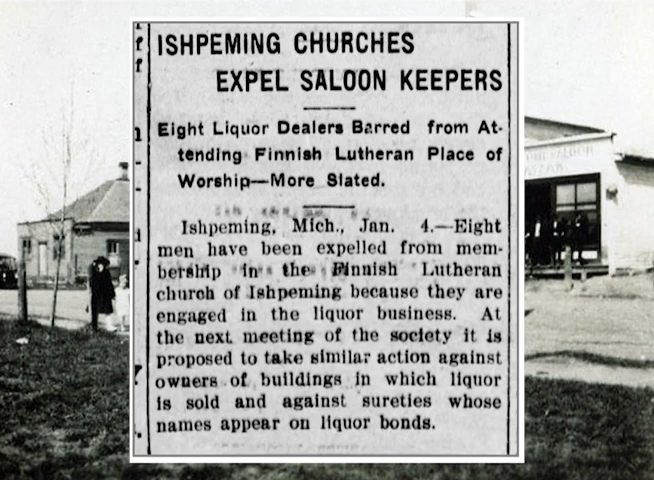 ISHPEMING CHURCHES
EXPEL SALOON KEEPERS
Eight Liquor Dealers Barred from At-
tending Finnish Lutheran Place of
Worship—More Slated.
Ishpeming, Mich., Jan. 4.—Eight
men have been expelled from mem-
bership in the Finnish Lutheran
church of Ishpeming because they are
engaged in the liquor business. At
the next meeting of the society it is
proposed to take similar action against
owners of buildings in which liquor
is sold and against sureties whose
names appear on liquor bonds.